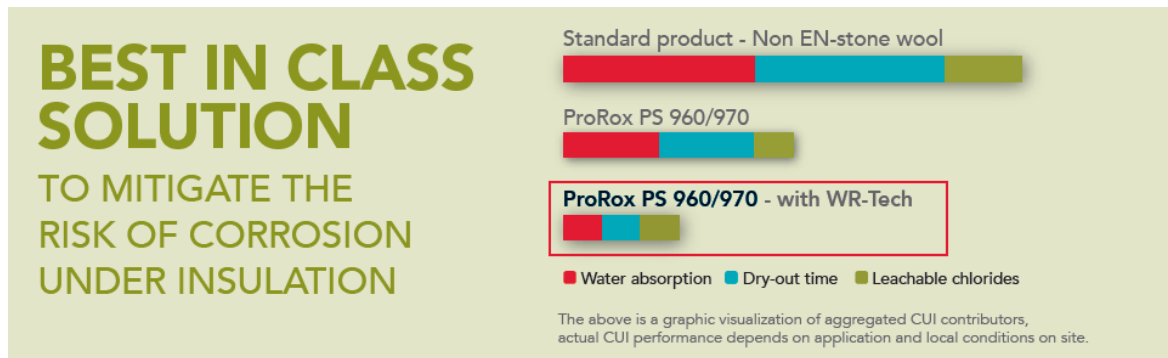 BEST IN CLASS
SOLUTION
TO MITIGATE THE
RISK OF CORROSION
UNDER INSULATION
Standard product - Non EN-stone wool
ProRox PS 960/970
ProRox PS 960/970 - with WR-Tech
Water absorption Dry-out time Leachable chlorides
The above is a graphic visualization of aggregated CUI contributors,
actual CUI performance depends on application and local conditions on site.